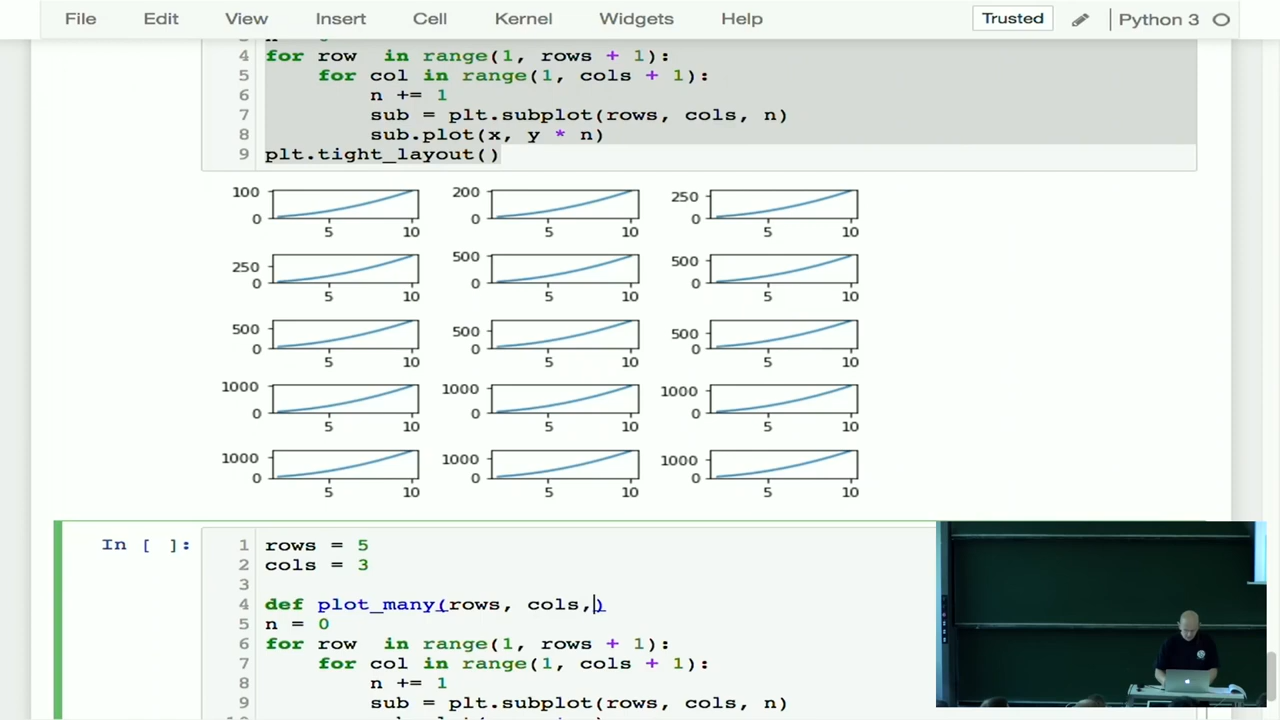 File Edit View Insert Cell Kernel Widgets Help Trusted Python 3
4 for row  in range(1, rows + 1):
5 for col in range(1, cols + 1):
6 n += 1
7 sub = plt.subplot(rows, cols, n)
8 sub.plot(x, y * n)
9 plt.tight_layout()
100 200 250
0 0 0
5 10 5 10 5 10
250 500 500
0 0 0
5 10 5 10 5 10
500 500 500
0 0 0
5 10 5 10 5 10
1000 1000 1000
0 0 0
5 10 5 10 5 10
1000 1000 1000
0 0 0
5 10 5 10 5 10
In [ ]: 1 rows = 5
2 cols = 3
3
4 def plot_many(rows, cols,)
5 n = 0
6 for row  in range(1, rows + 1):
7 for col in range(1, cols + 1):
8 n += 1
9 sub = plt.subplot(rows, cols, n)